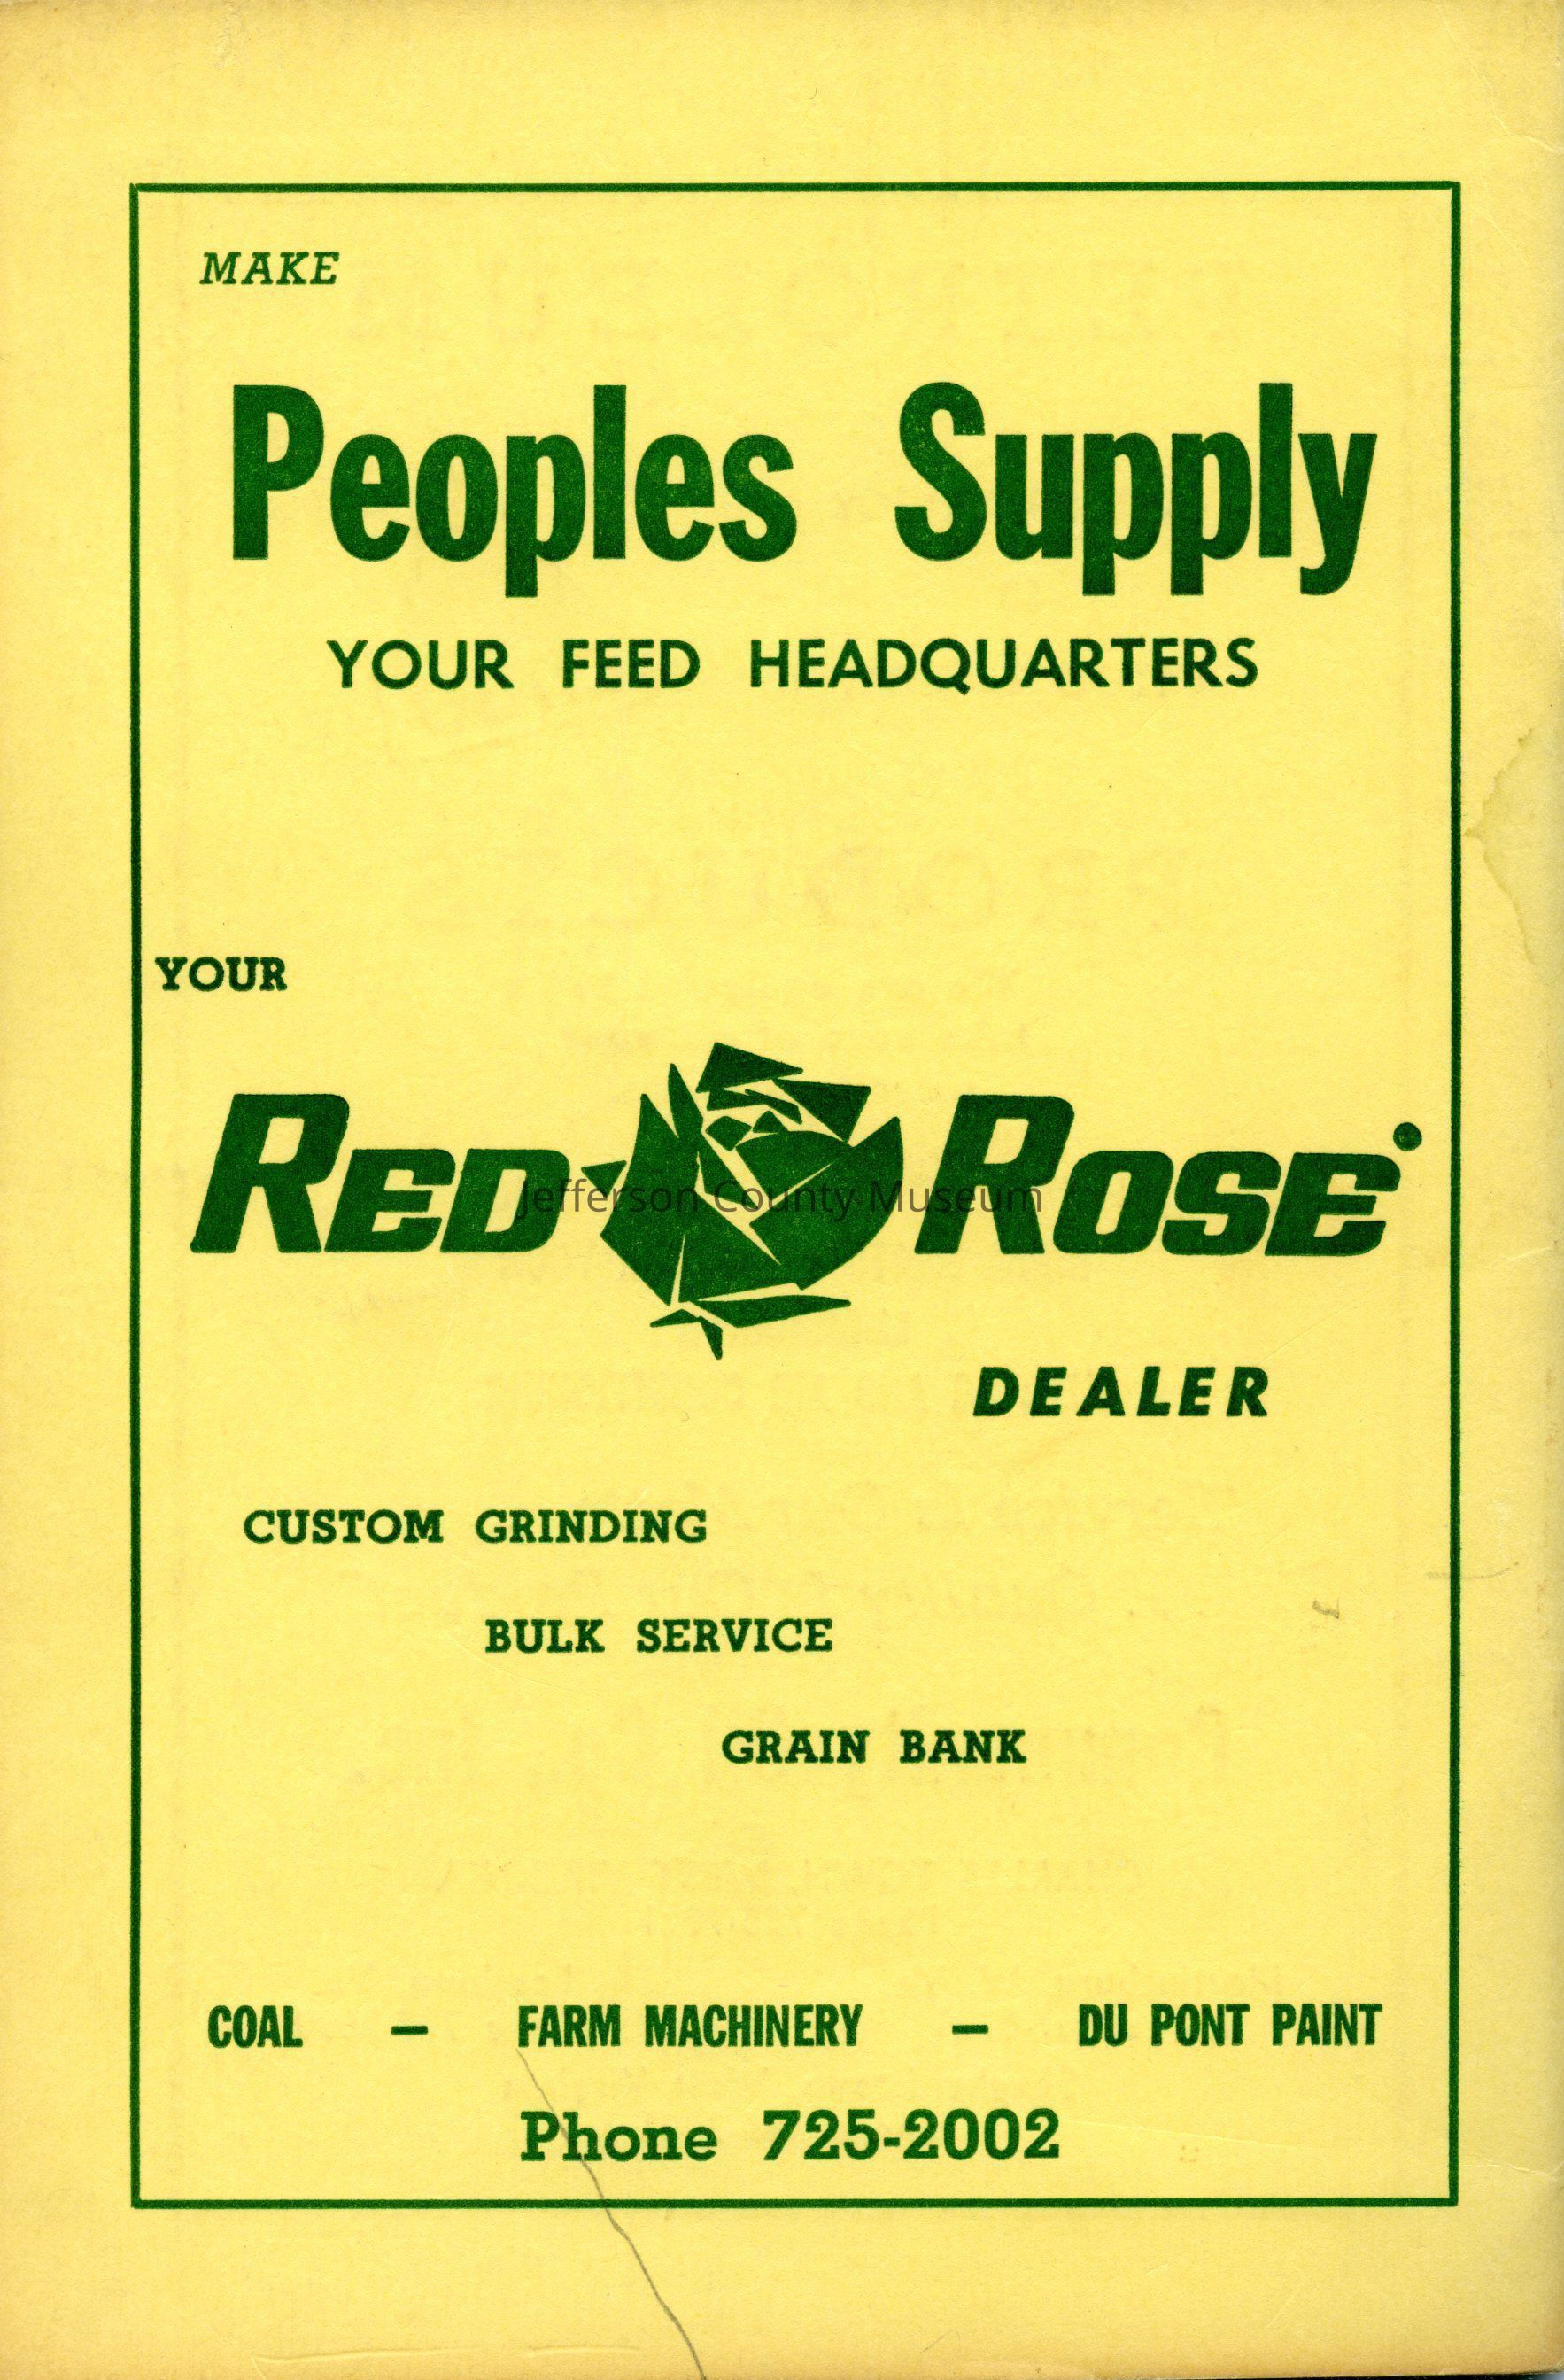 MAKE
Peoples Supply
YOUR FEED HEADQUARTERS
YOUR
RED ROSE
Jefferson County Museum
DEALER
CUSTOM GRINDING
BULK SERVICE
GRAIN BANK
COAL — FARM MACHINERY — DU PONT PAINT
Phone 725-2002